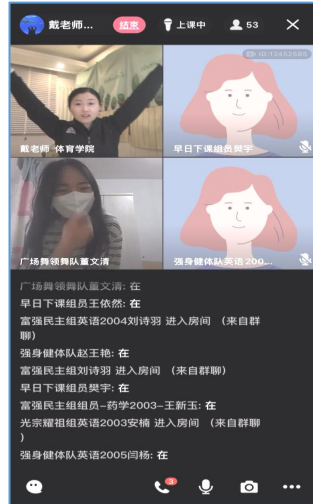 戴老师...
结束
上课中
53
ID:13452586
戴老师 体育学院
早日下课组员樊宇
广场舞领舞队董文清
强身健体队英语200...
广场舞领舞队董文清: 在
早日下课组员王依然: 在
富强民主组英语2004刘诗羽 进入房间 （来自群
聊）
强身健体队赵王艳: 在
富强民主组刘诗羽 进入房间 （来自群聊）
早日下课组员樊宇: 在
富强民主组组员–药学2003–王新玉: 在
光宗耀祖组英语2003安楠 进入房间 （来自群聊
）
强身健体队英语2005闫杨: 在
3